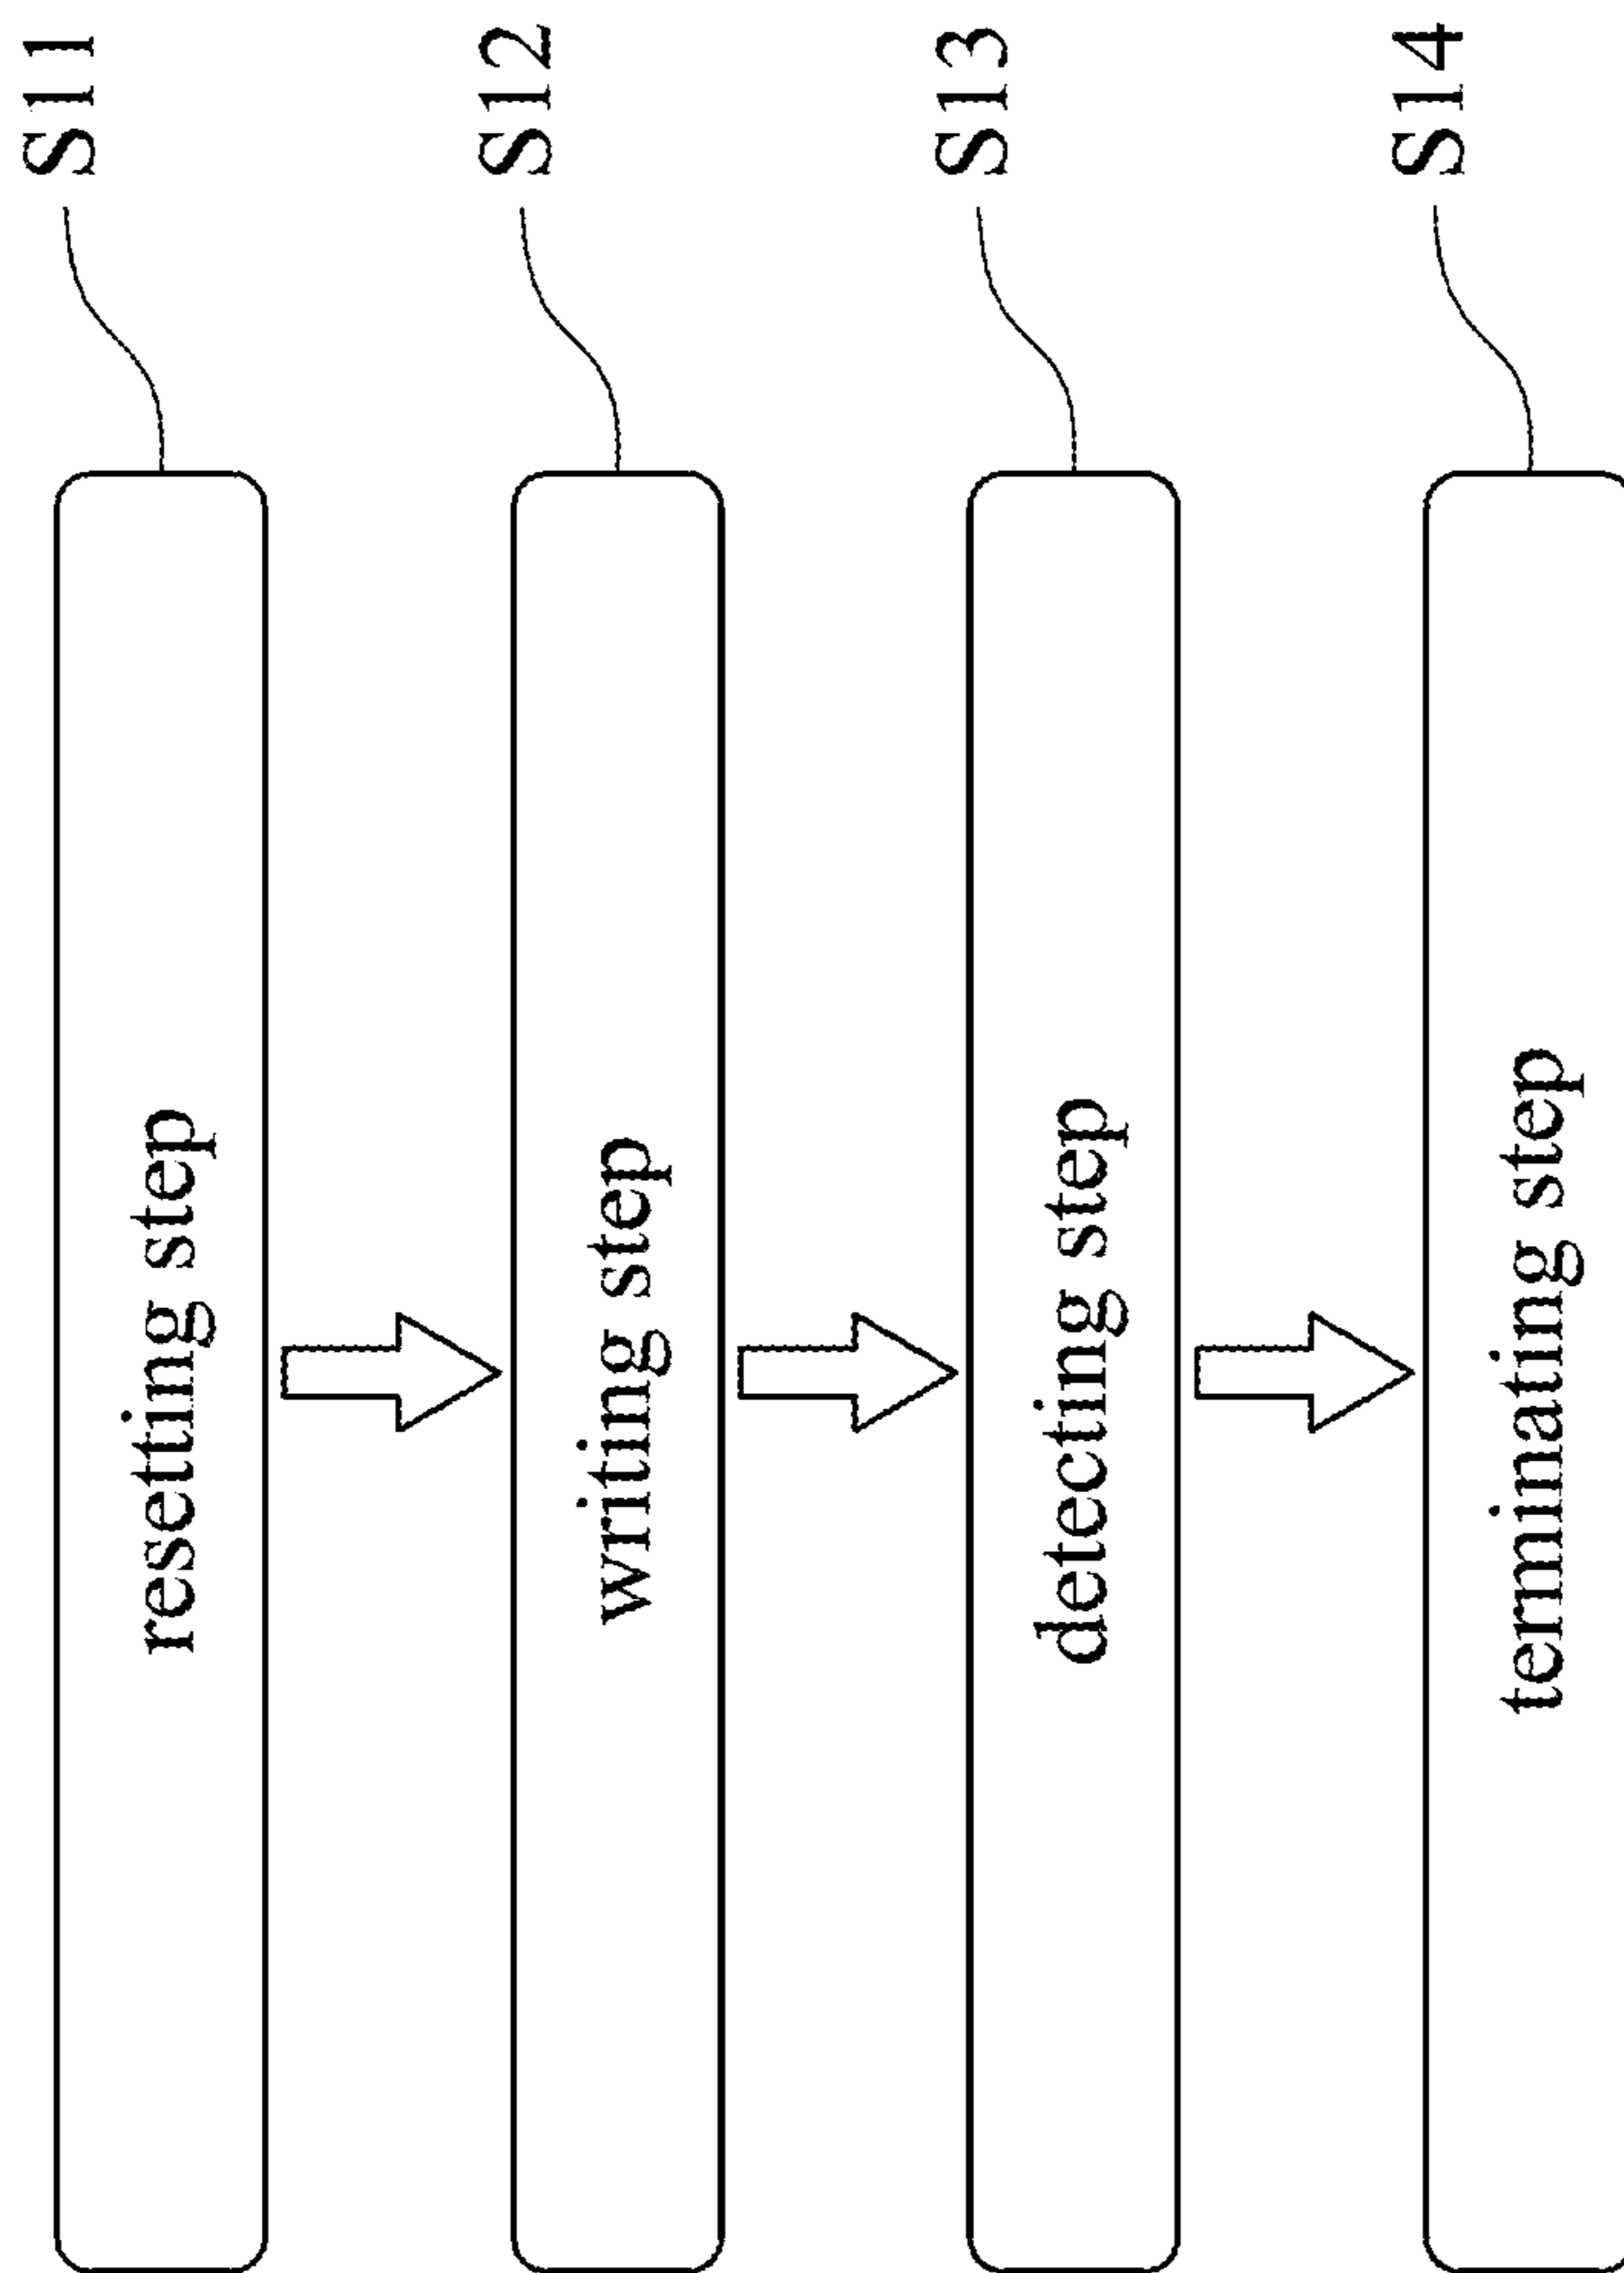 resetting step
S11
writing step
S12
detecting step
S13
terminating step
S14